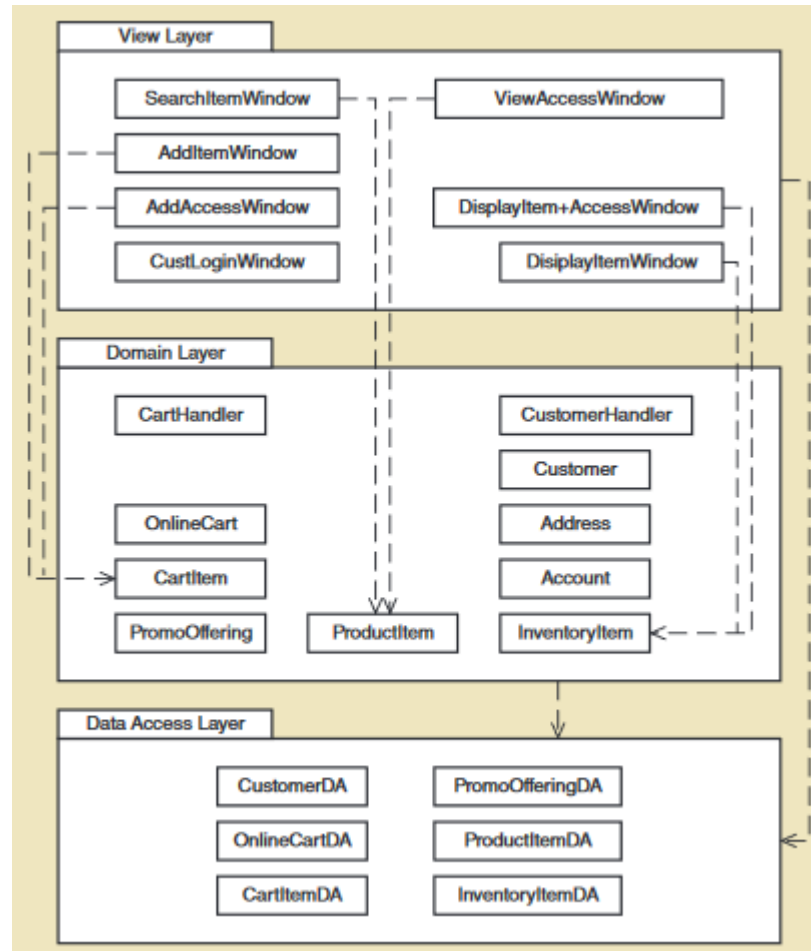 View Layer
SearchItemWindow
ViewAccessWindow
AddItemWindow
AddAccessWindow
DisplayItem+AccessWindow
CustLoginWindow
DisiplayItemWindow
Domain Layer
CartHandler
CustomerHandler
Customer
OnlineCart
Address
CartItem
Account
PromoOffering
ProductItem
InventoryItem
Data Access Layer
CustomerDA
PromoOfferingDA
OnlineCartDA
ProductItemDA
CartItemDA
InventoryItemDA